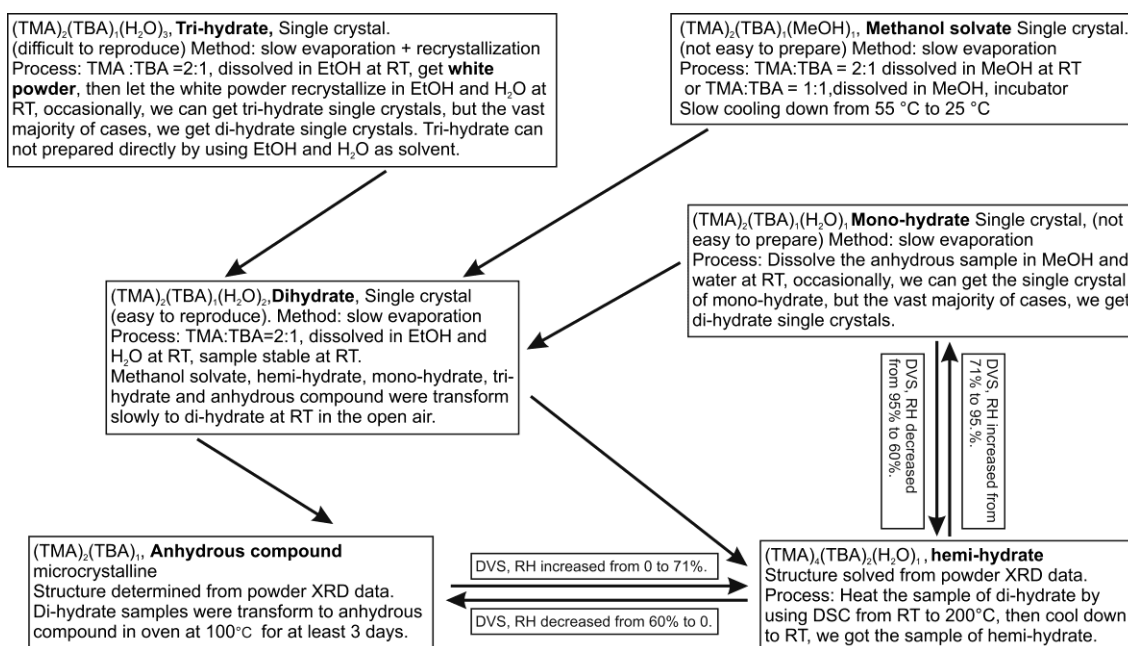 (TMA)₂(TBA)₁(H₂O)₃, Tri-hydrate, Single crystal.
(difficult to reproduce) Method: slow evaporation + recrystallization
Process: TMA :TBA =2:1, dissolved in EtOH at RT, get white
powder, then let the white powder recrystallize in EtOH and H₂O at
RT, occasionally, we can get tri-hydrate single crystals, but the vast
majority of cases, we get di-hydrate single crystals. Tri-hydrate can
not prepared directly by using EtOH and H₂O as solvent.
(TMA)₂(TBA)₁(MeOH)₁, Methanol solvate Single crystal.
(not easy to prepare) Method: slow evaporation
Process: TMA:TBA = 2:1 dissolved in MeOH at RT
or TMA:TBA = 1:1,dissolved in MeOH, incubator
Slow cooling down from 55 °C to 25 °C
(TMA)₂(TBA)₁(H₂O)₁ Mono-hydrate Single crystal, (not
easy to prepare) Method: slow evaporation
Process: Dissolve the anhydrous sample in MeOH and
water at RT, occasionally, we can get the single crystal
of mono-hydrate, but the vast majority of cases, we get
di-hydrate single crystals.
(TMA)₂(TBA)₁(H₂O)₂,Dihydrate, Single crystal
(easy to reproduce). Method: slow evaporation
Process: TMA:TBA=2:1, dissolved in EtOH and
H₂O at RT, sample stable at RT.
Methanol solvate, hemi-hydrate, mono-hydrate, tri-
hydrate and anhydrous compound were transform
slowly to di-hydrate at RT in the open air.
DVS, RH decreased
from 95% to 60%.
DVS, RH increased from
71% to 95.%.
(TMA)₂(TBA)₁, Anhydrous compound
microcrystalline
Structure determined from powder XRD data.
Di-hydrate samples were transform to anhydrous
compound in oven at 100°C for at least 3 days.
DVS, RH increased from 0 to 71%.
DVS, RH decreased from 60% to 0.
(TMA)₄(TBA)₂(H₂O)₁, hemi-hydrate
Structure solved from powder XRD data.
Process: Heat the sample of di-hydrate by
using DSC from RT to 200°C, then cool down
to RT, we got the sample of hemi-hydrate.